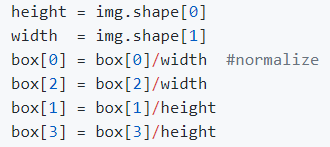 height = img.shape[0]
width  = img.shape[1]
box[0] = box[0]/width  #normalize
box[2] = box[2]/width
box[1] = box[1]/height
box[3] = box[3]/height